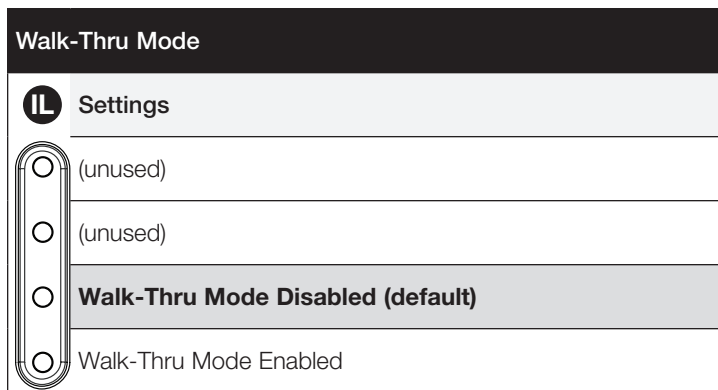 Walk-Thru Mode
IL Settings
(unused)
(unused)
Walk-Thru Mode Disabled (default)
Walk-Thru Mode Enabled